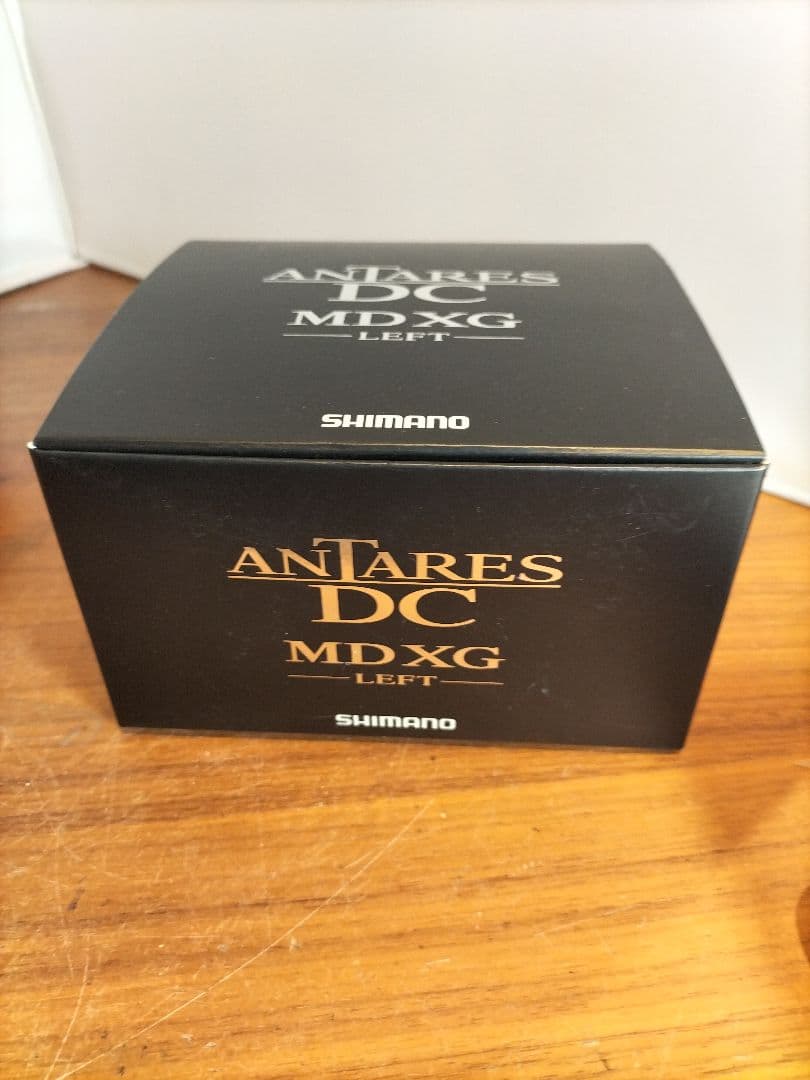 ANTARES
DC
MD XG
LEFT
SHIMANO
ANTARES
DC
MD XG
LEFT
SHIMANO